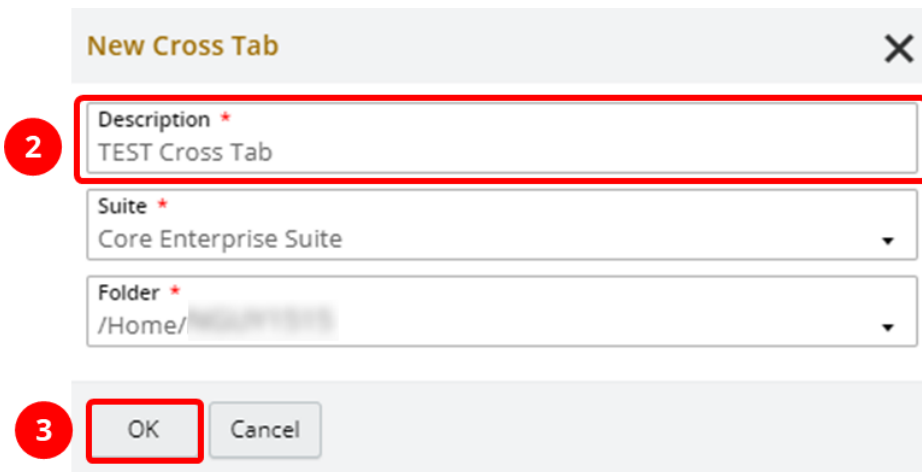 New Cross Tab
2
Description *
TEST Cross Tab
Suite *
Core Enterprise Suite
Folder *
/Home/
3
OK
Cancel